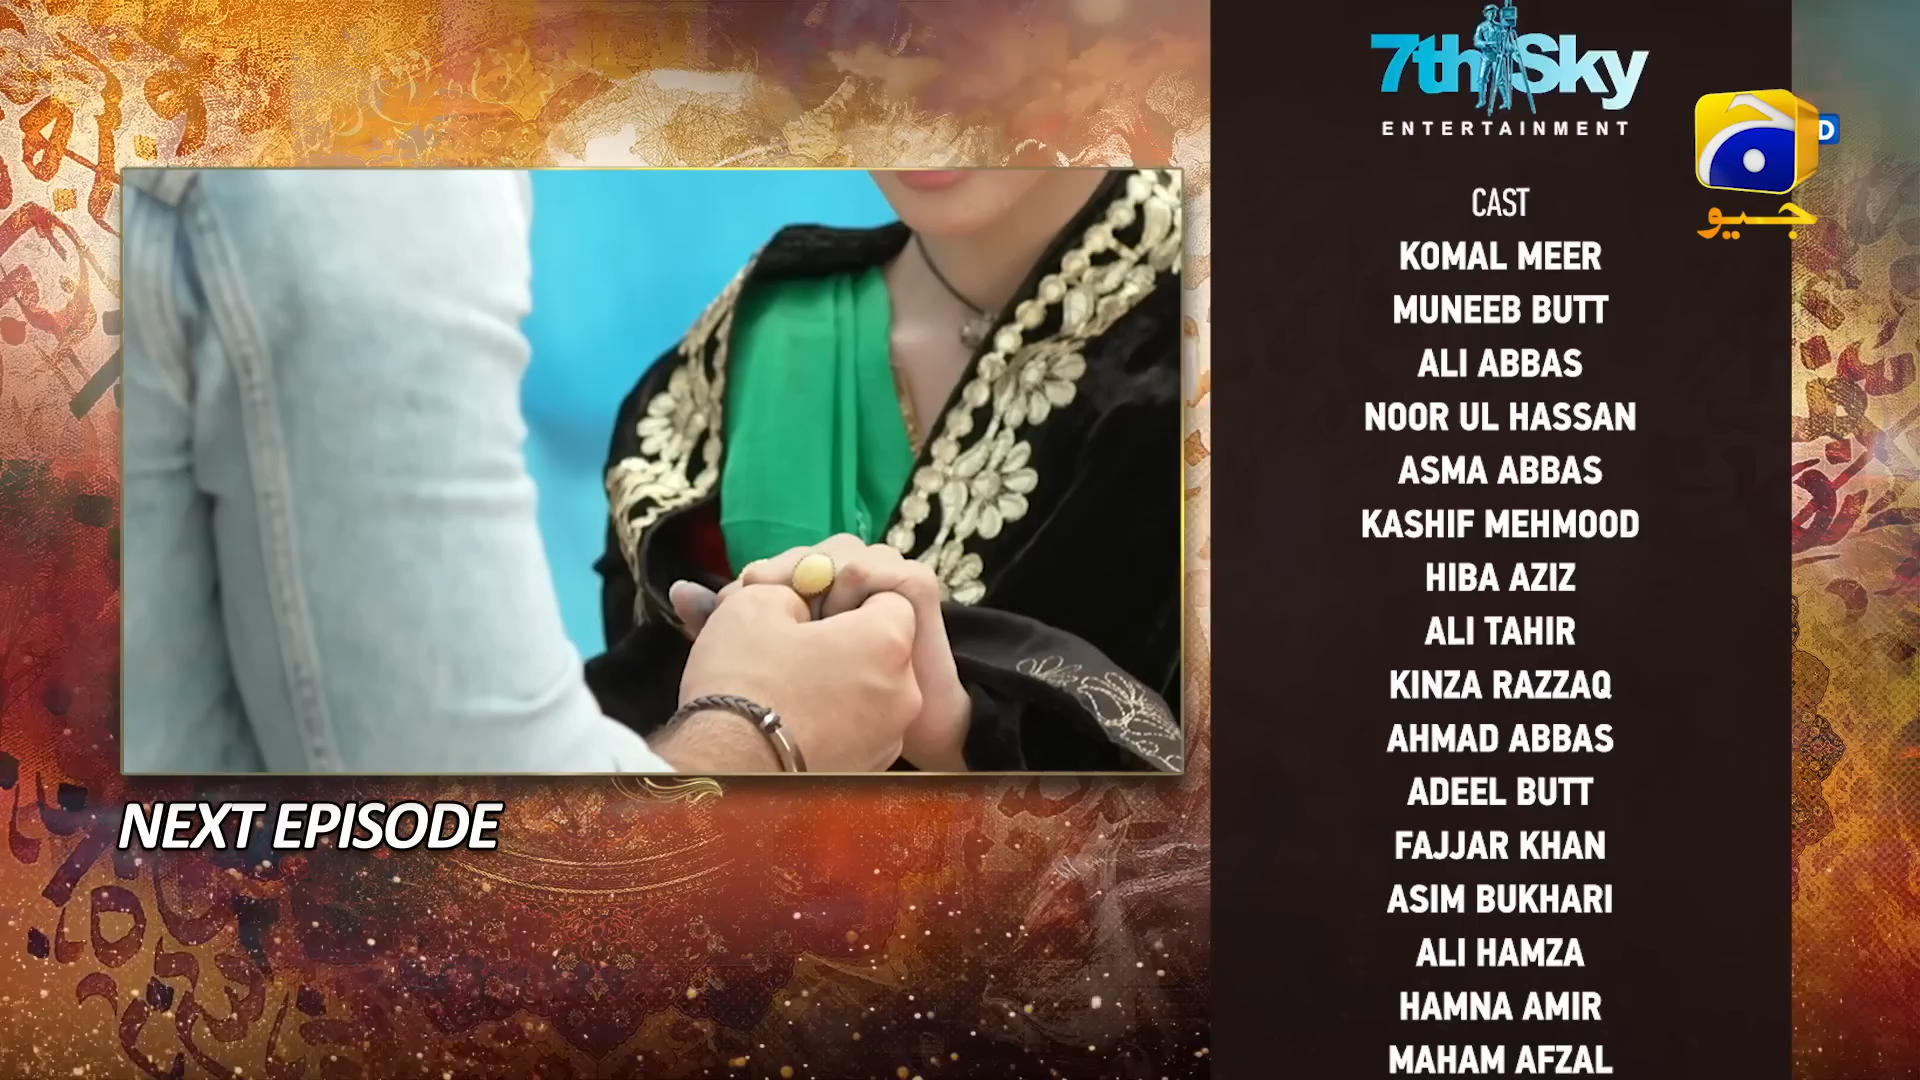 7th Sky
ENTERTAINMENT
D
جیو
CAST
KOMAL MEER
MUNEEB BUTT
ALI ABBAS
NOOR UL HASSAN
ASMA ABBAS
KASHIF MEHMOOD
HIBA AZIZ
ALI TAHIR
KINZA RAZZAQ
AHMAD ABBAS
ADEEL BUTT
FAJJAR KHAN
ASIM BUKHARI
ALI HAMZA
HAMNA AMIR
MAHAM AFZAL
NEXT EPISODE